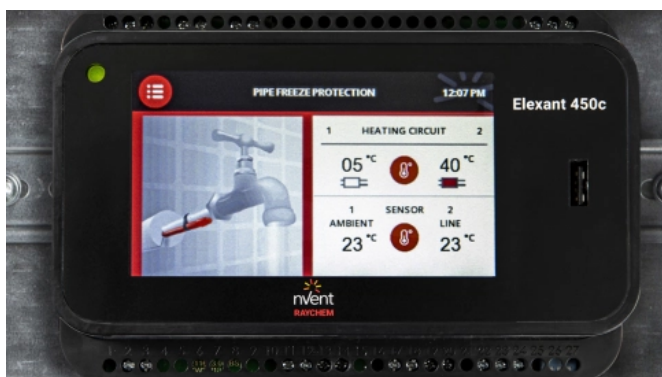 PIPE FREEZE PROTECTION
12:07 PM
Elexant 450c
1 HEATING CIRCUIT 2
05 °C
40 °C
1 SENSOR 2
AMBIENT LINE
23 °C
23 °C
nvent
RAYCHEM